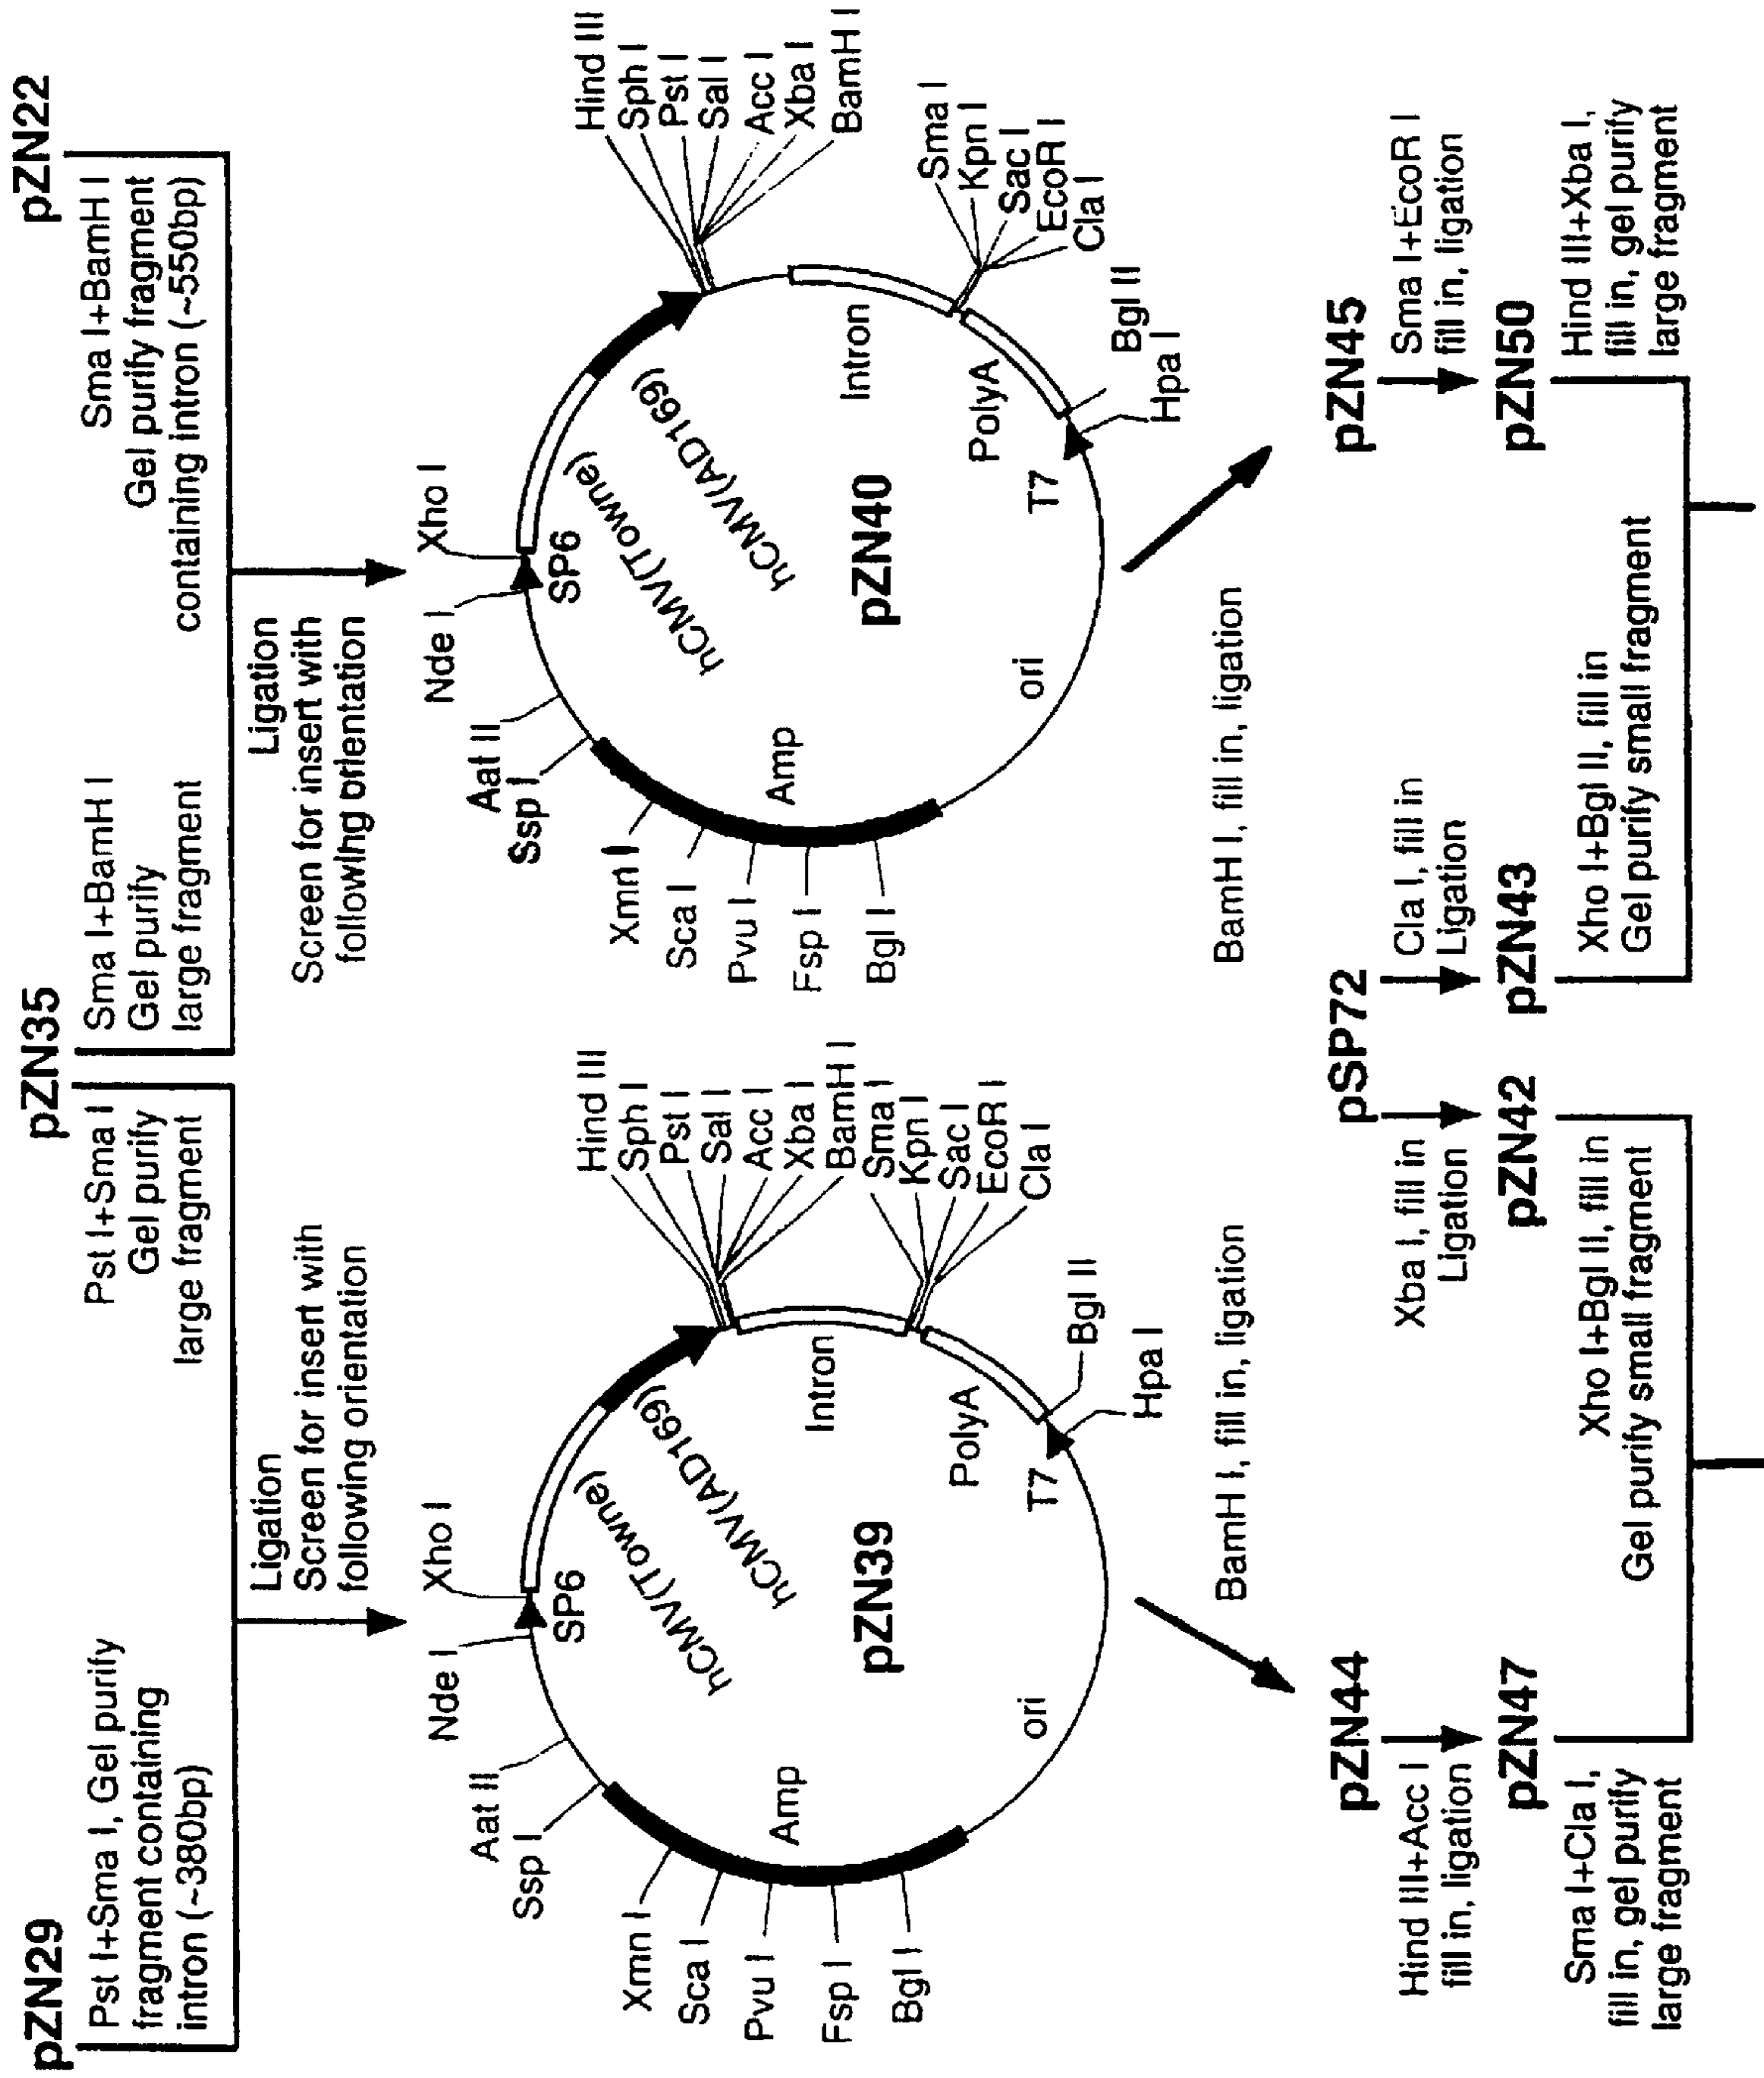 pZN29
Pst I+Sma I, Gel purify
fragment containing
intron (~380bp)
pZN35
Pst I+Sma I
Gel purify
large fragment
Sma I+BamH I
Gel purify
large fragment
pZN22
Sma I+BamH I
Gel purify fragment
containing intron (~550bp)
Ligation
Screen for insert with
following orientation
Ligation
Screen for insert with
following orientation
Xho I
SP6
Nde I
Aat II
Ssp I
Xmn I
Sca I
Pvu I
Fsp I
Bgl I
Amp
ori
hCMV(Towne)
hCMV(AD169)
pZN39
Hind III
Sph I
Pst I
Sal I
Acc I
Xba I
BamH I
Sma I
Kpn I
Sac I
EcoR I
Cla I
Intron
PolyA
Bgl II
Hpa I
T7
Xho I
SP6
Nde I
Aat II
Ssp I
Xmn I
Sca I
Pvu I
Fsp I
Bgl I
Amp
ori
hCMV(Towne)
hCMV(AD169)
pZN40
Hind III
Sph I
Pst I
Sal I
Acc I
Xba I
BamH I
Intron
Sma I
Kpn I
Sac I
EcoR I
Cla I
PolyA
Bgl II
Hpa I
T7
BamH I, fill in, ligation
BamH I, fill in, ligation
pZN44
Hind III+Acc I
fill in, ligation
pZN47
Sma I+Cla I,
fill in, gel purify
large fragment
pSP72
Xba I, fill in
Ligation
pZN42
Xho I+Bgl II, fill in
Gel purify small fragment
Cla I, fill in
Ligation
pZN43
Xho I+Bgl II, fill in
Gel purify small fragment
pZN45
Sma I+EcoR I
fill in, ligation
pZN50
Hind III+Xba I,
fill in, gel purify
large fragment